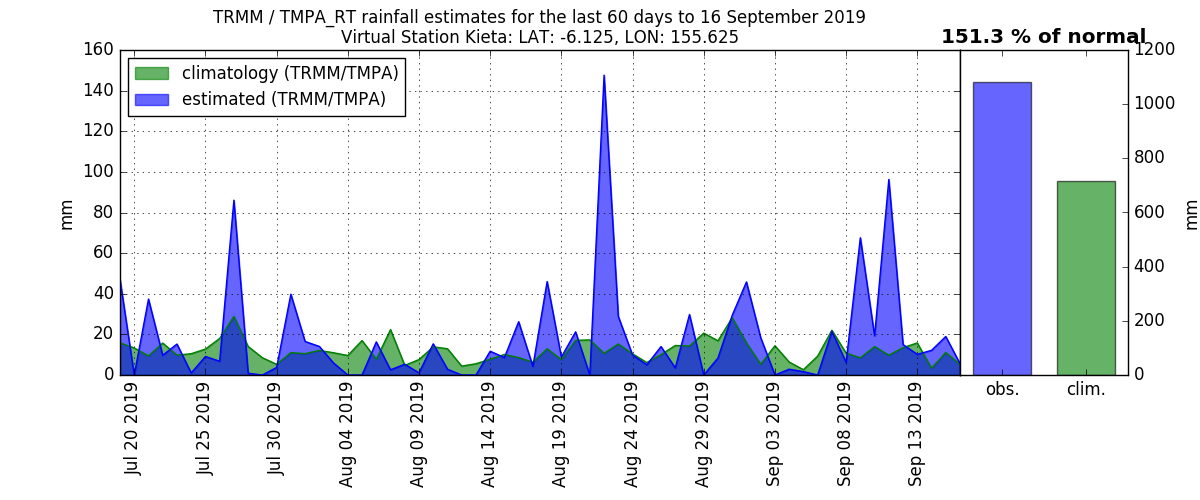 TRMM / TMPA_RT rainfall estimates for the last 60 days to 16 September 2019
Virtual Station Kieta: LAT: -6.125, LON: 155.625
151.3 % of normal
climatology (TRMM/TMPA)
estimated (TRMM/TMPA)
160
140
120
100
80
60
40
20
0
mm
Jul 20 2019
Jul 25 2019
Jul 30 2019
Aug 04 2019
Aug 09 2019
Aug 14 2019
Aug 19 2019
Aug 24 2019
Aug 29 2019
Sep 03 2019
Sep 08 2019
Sep 13 2019
1200
1000
800
600
400
200
0
mm
obs.
clim.